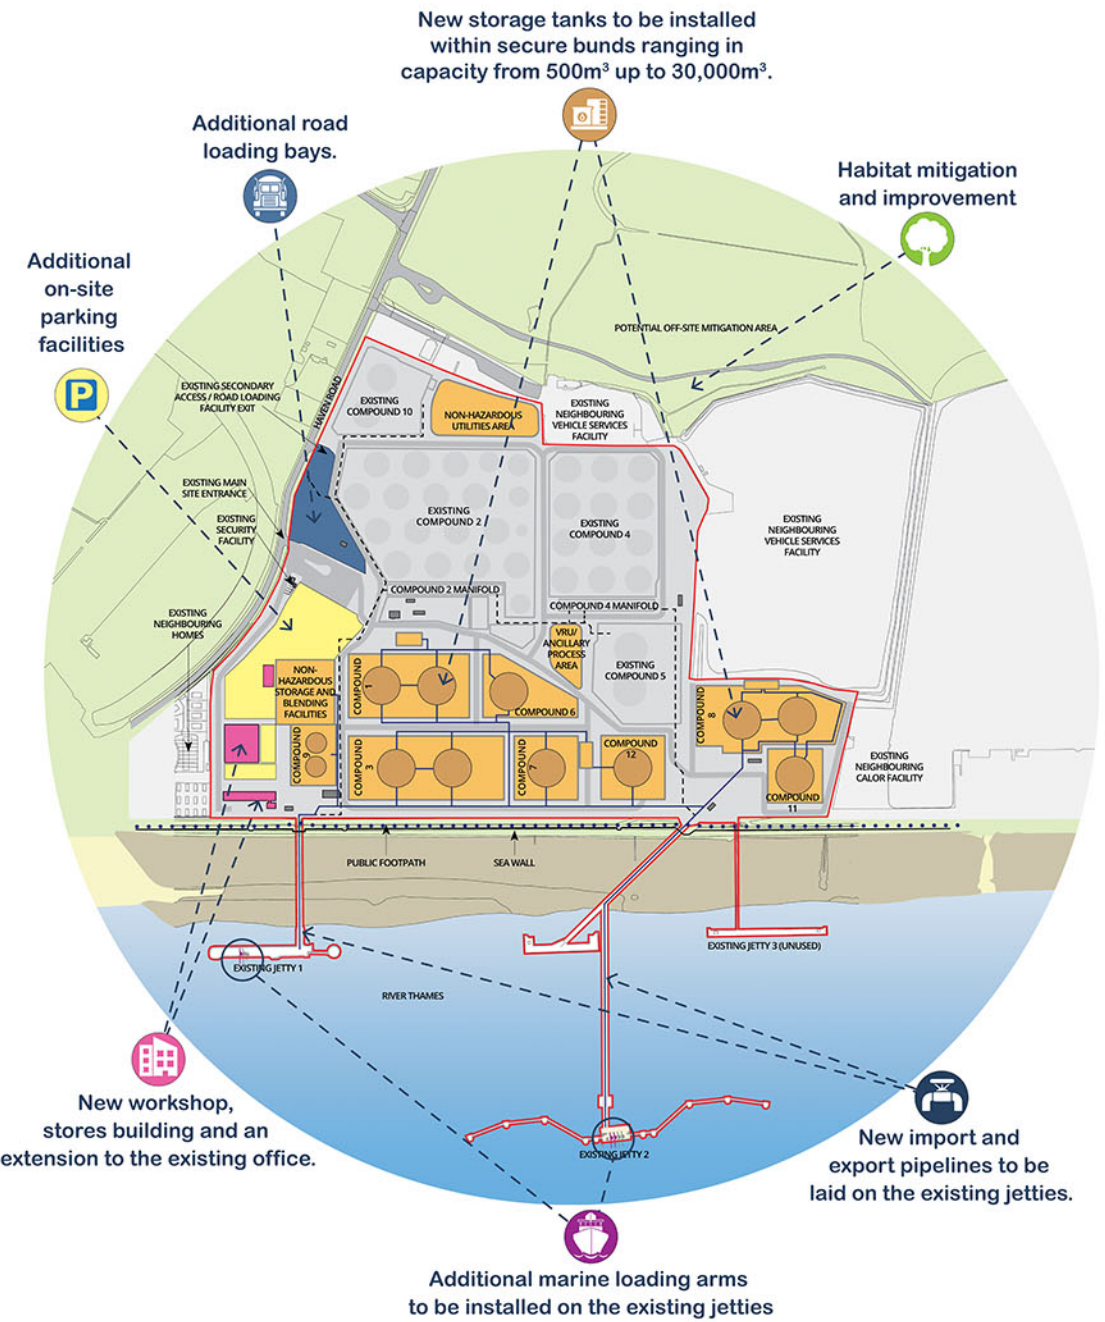 New storage tanks to be installed
within secure bunds ranging in
capacity from 500m³ up to 30,000m³.
Additional road
loading bays.
Habitat mitigation
and improvement
Additional
on-site
parking
facilities
P
POTENTIAL OFF-SITE MITIGATION AREA
EXISTING SECONDARY
ACCESS / ROAD LOADING
FACILITY EXIT
HAVEN ROAD
EXISTING
COMPOUND 10
NON-HAZARDOUS
UTILITIES AREA
EXISTING
NEIGHBOURING
VEHICLE SERVICES
FACILITY
EXISTING MAIN
SITE ENTRANCE
EXISTING
SECURITY
FACILITY
EXISTING
COMPOUND 2
EXISTING
COMPOUND 4
EXISTING
NEIGHBOURING
VEHICLE SERVICES
FACILITY
COMPOUND 2 MANIFOLD
COMPOUND 4 MANIFOLD
EXISTING
NEIGHBOURING
HOMES
VRU/
ANCILLARY
PROCESS
AREA
EXISTING
COMPOUND 5
NON-
HAZARDOUS
STORAGE AND
BLENDING
FACILITIES
COMPOUND
1
COMPOUND 6
COMPOUND
8
COMPOUND
9
COMPOUND
3
COMPOUND
7
COMPOUND
12
COMPOUND
11
EXISTING
NEIGHBOURING
CALOR FACILITY
PUBLIC FOOTPATH
SEA WALL
EXISTING JETTY 1
EXISTING JETTY 3 (UNUSED)
RIVER THAMES
EXISTING JETTY 2
New workshop,
stores building and an
extension to the existing office.
New import and
export pipelines to be
laid on the existing jetties.
Additional marine loading arms
to be installed on the existing jetties